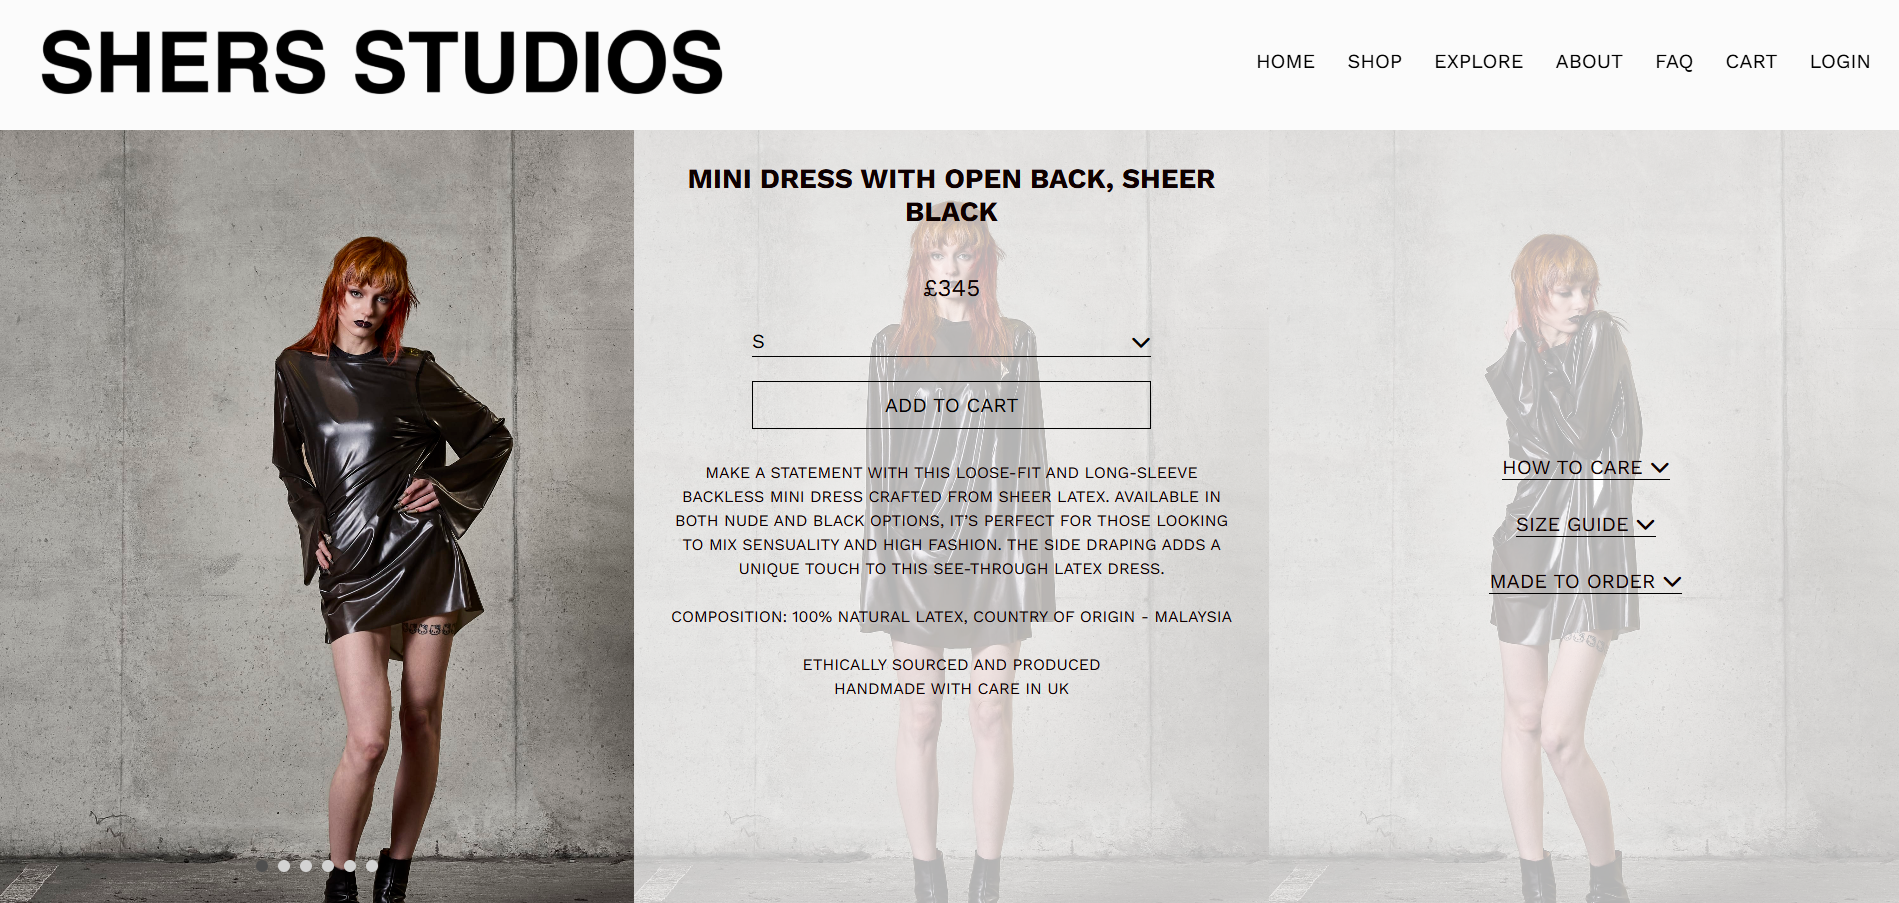 SHERS STUDIOS
HOME SHOP EXPLORE ABOUT FAQ CART LOGIN
MINI DRESS WITH OPEN BACK, SHEER
BLACK
£345
S
ADD TO CART
MAKE A STATEMENT WITH THIS LOOSE-FIT AND LONG-SLEEVE
BACKLESS MINI DRESS CRAFTED FROM SHEER LATEX. AVAILABLE IN
BOTH NUDE AND BLACK OPTIONS, IT'S PERFECT FOR THOSE LOOKING
TO MIX SENSUALITY AND HIGH FASHION. THE SIDE DRAPING ADDS A
UNIQUE TOUCH TO THIS SEE-THROUGH LATEX DRESS.
COMPOSITION: 100% NATURAL LATEX, COUNTRY OF ORIGIN - MALAYSIA
ETHICALLY SOURCED AND PRODUCED
HANDMADE WITH CARE IN UK
HOW TO CARE
SIZE GUIDE
MADE TO ORDER